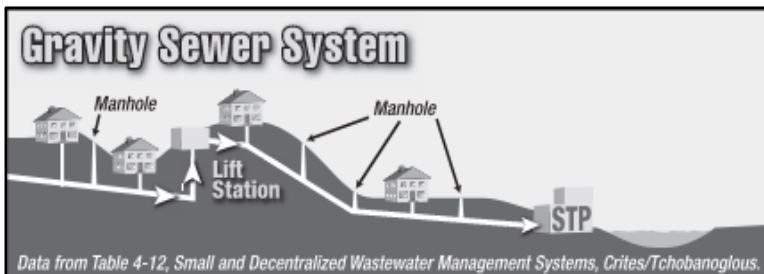 Gravity Sewer System
Manhole
Manhole
Lift
Station
STP
Data from Table 4-12, Small and Decentralized Wastewater Management Systems, Crites/Tchobanoglous.